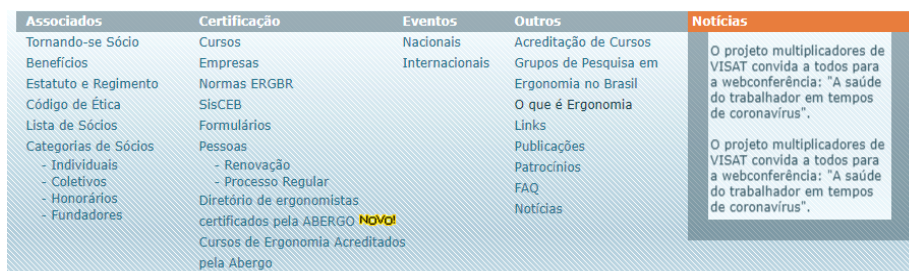 Associados
Tornando-se Sócio
Benefícios
Estatuto e Regimento
Código de Ética
Lista de Sócios
Categorias de Sócios
- Individuais
- Coletivos
- Honorários
- Fundadores
Certificação
Cursos
Empresas
Normas ERGBR
SisCEB
Formulários
Pessoas
- Renovação
- Processo Regular
Diretório de ergonomistas
certificados pela ABERGO NoVo!
Cursos de Ergonomia Acreditados
pela Abergo
Eventos
Nacionais
Internacionais
Outros
Acreditação de Cursos
Grupos de Pesquisa em
Ergonomia no Brasil
O que é Ergonomia
Links
Publicações
Patrocínios
FAQ
Notícias
Notícias
O projeto multiplicadores de
VISAT convida a todos para
a webconferência: "A saúde
do trabalhador em tempos
de coronavírus".
O projeto multiplicadores de
VISAT convida a todos para
a webconferência: "A saúde
do trabalhador em tempos
de coronavírus".